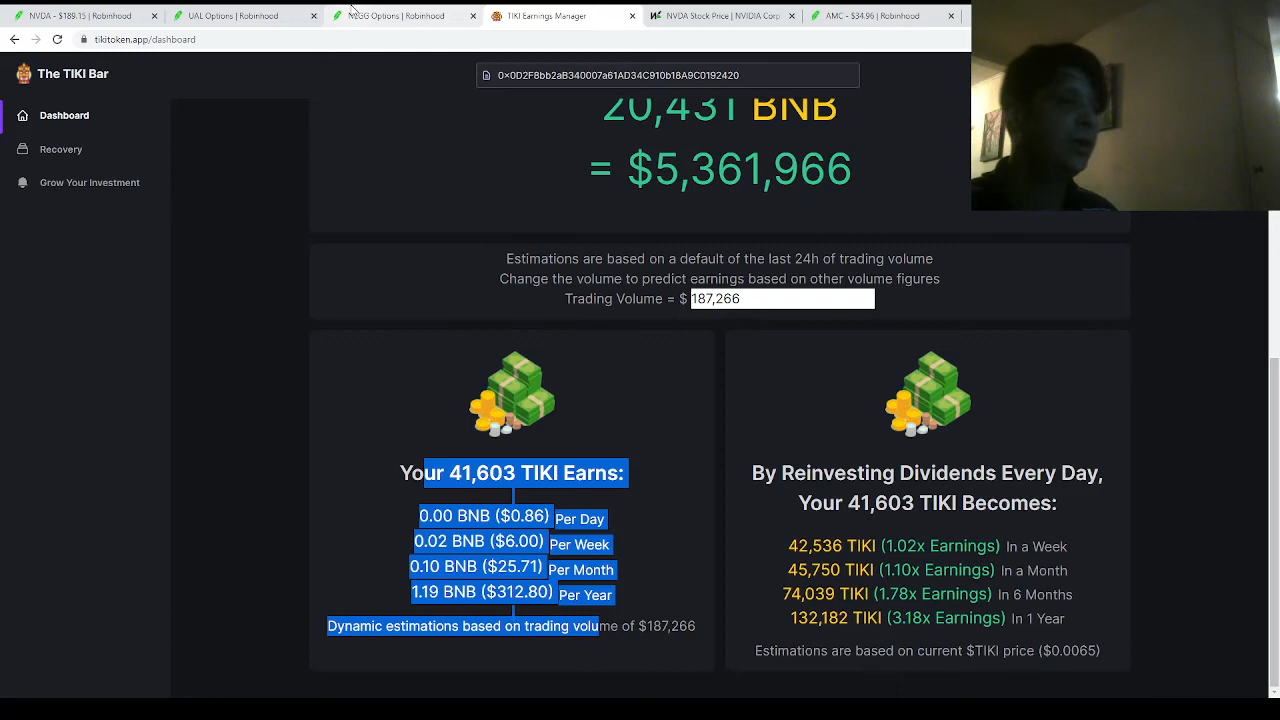 NVDA - $189.15 | Robinhood
UAL Options | Robinhood
Options | Robinhood
TIKI Earnings Manager
NVDA Stock Price | NVIDIA Corp
AMC - $34.96 | Robinhood
tikitoken.app/dashboard
The TIKI Bar
0x0D2F8bb2aB340007a61AD34C910b18A9C0192420
Dashboard
Recovery
Grow Your Investment
20,431 BNB
= $5,361,966
Estimations are based on a default of the last 24h of trading volume
Change the volume to predict earnings based on other volume figures
Trading Volume = $ 187,266
Your 41,603 TIKI Earns:
0.00 BNB ($0.86) Per Day
0.02 BNB ($6.00) Per Week
0.10 BNB ($25.71) Per Month
1.19 BNB ($312.80) Per Year
Dynamic estimations based on trading volume of $187,266
By Reinvesting Dividends Every Day,
Your 41,603 TIKI Becomes:
42,536 TIKI (1.02x Earnings) In a Week
45,750 TIKI (1.10x Earnings) In a Month
74,039 TIKI (1.78x Earnings) In 6 Months
132,182 TIKI (3.18x Earnings) In 1 Year
Estimations are based on current $TIKI price ($0.0065)